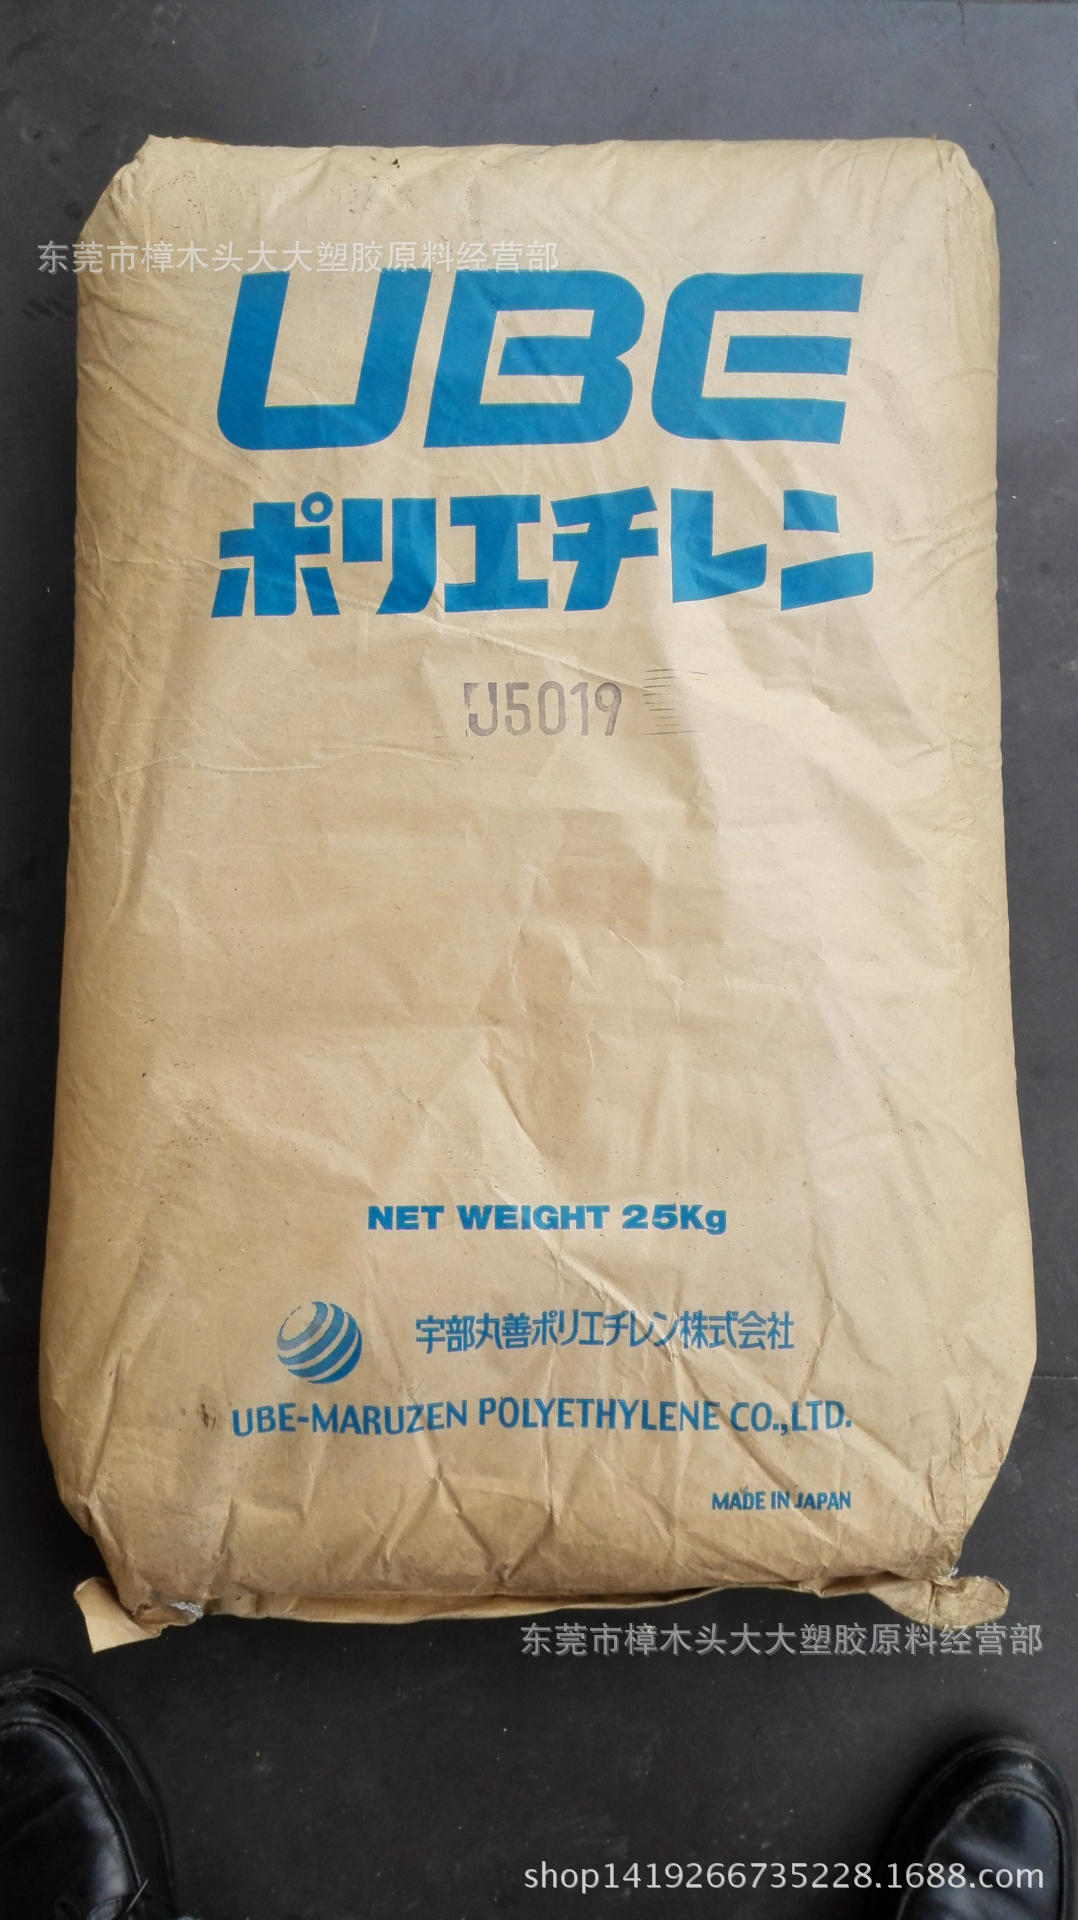 东莞市樟木头大大塑胶原料经营部
UBE
ポリエチレン
J5019
NET WEIGHT 25Kg
宇部丸善ポリエチレン株式会社
UBE-MARUZEN POLYETHYLENE CO.,LTD.
MADE IN JAPAN
东莞市樟木头大大塑胶原料经营部
shop1419266735228.1688.com